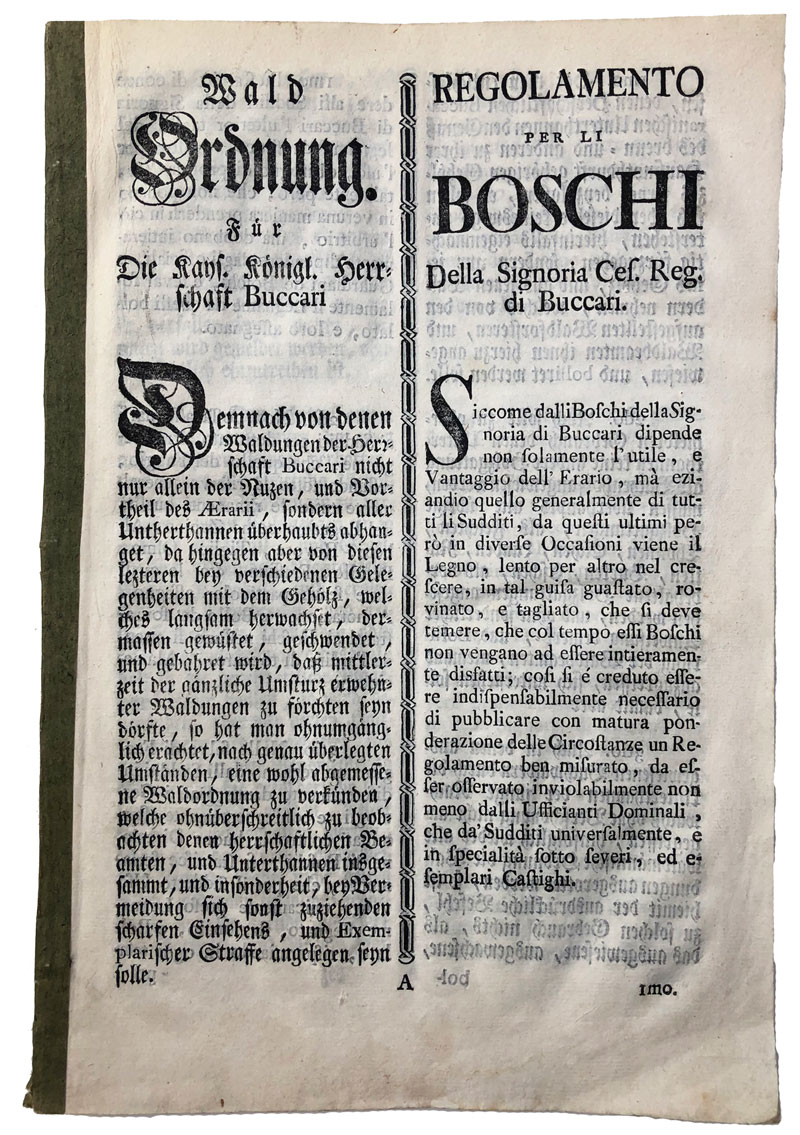 Wald
Ordnung.
Für
Die Kayſ. Königl. Herr-
ſchaft Buccari
Demnach von denen
Waldungen der Herr-
ſchaft Buccari nicht
nur allein der Nuzen, und Vor-
theil des Ærarii, ſondern aller
Untherthannen überhaubts abhan-
get, da hingegen aber von dieſen
lezteren bey verſchiedenen Gele-
genheiten mit dem Gehölz, wel-
ches langſam herwachſet, der-
maſſen gewüſtet, geſchwendet,
und gebahret wird, daß mittler-
zeit der gänzliche Umſturz erwehn-
ter Waldungen zu förchten ſeyn
dörfte, ſo hat man ohnumgäng-
lich erachtet, nach genau überlegten
Umſtänden, eine wohl abgemeſſe-
ne Waldordnung zu verkünden,
welche ohnüberſchreitlich zu beob-
achten denen herrſchaftlichen Be-
amten, und Unterthannen insge-
ſammt, und inſonderheit, bey Ver-
meidung ſich ſonſt zuziehenden
ſcharfen Einſehens, und Exem-
plariſcher Straffe angelegen ſeyn
ſolle.
REGOLAMENTO
PER LI
BOSCHI
Della Signoria Ceſ. Reg.
di Buccari.
Siccome dalli Boſchi della Sig-
noria di Buccari dipende
non ſolamente l'utile, e
Vantaggio dell' Erario, mà ezi-
andio quello generalmente di tut-
ti li Sudditi, da queſti ultimi pe-
rò in diverſe Occaſioni viene il
Legno, lento per altro nel cre-
ſcere, in tal guiſa guaſtato, ro-
vinato, e tagliato, che ſi deve
temere, che col tempo eſſi Boſchi
non vengano ad eſſere intieramen-
te disfatti; coſi ſi é creduto eſſe-
re indiſpenſabilmente neceſſario
di pubblicare con matura pon-
derazione delle Circoſtanze un Re-
golamento ben miſurato, da eſ-
ſer oſſervato inviolabilmente non
meno dalli Ufficianti Dominali,
che da' Sudditi univerſalmente, e
in ſpecialità ſotto ſeveri, ed e-
ſemplari Caſtighi.
A
1mo.